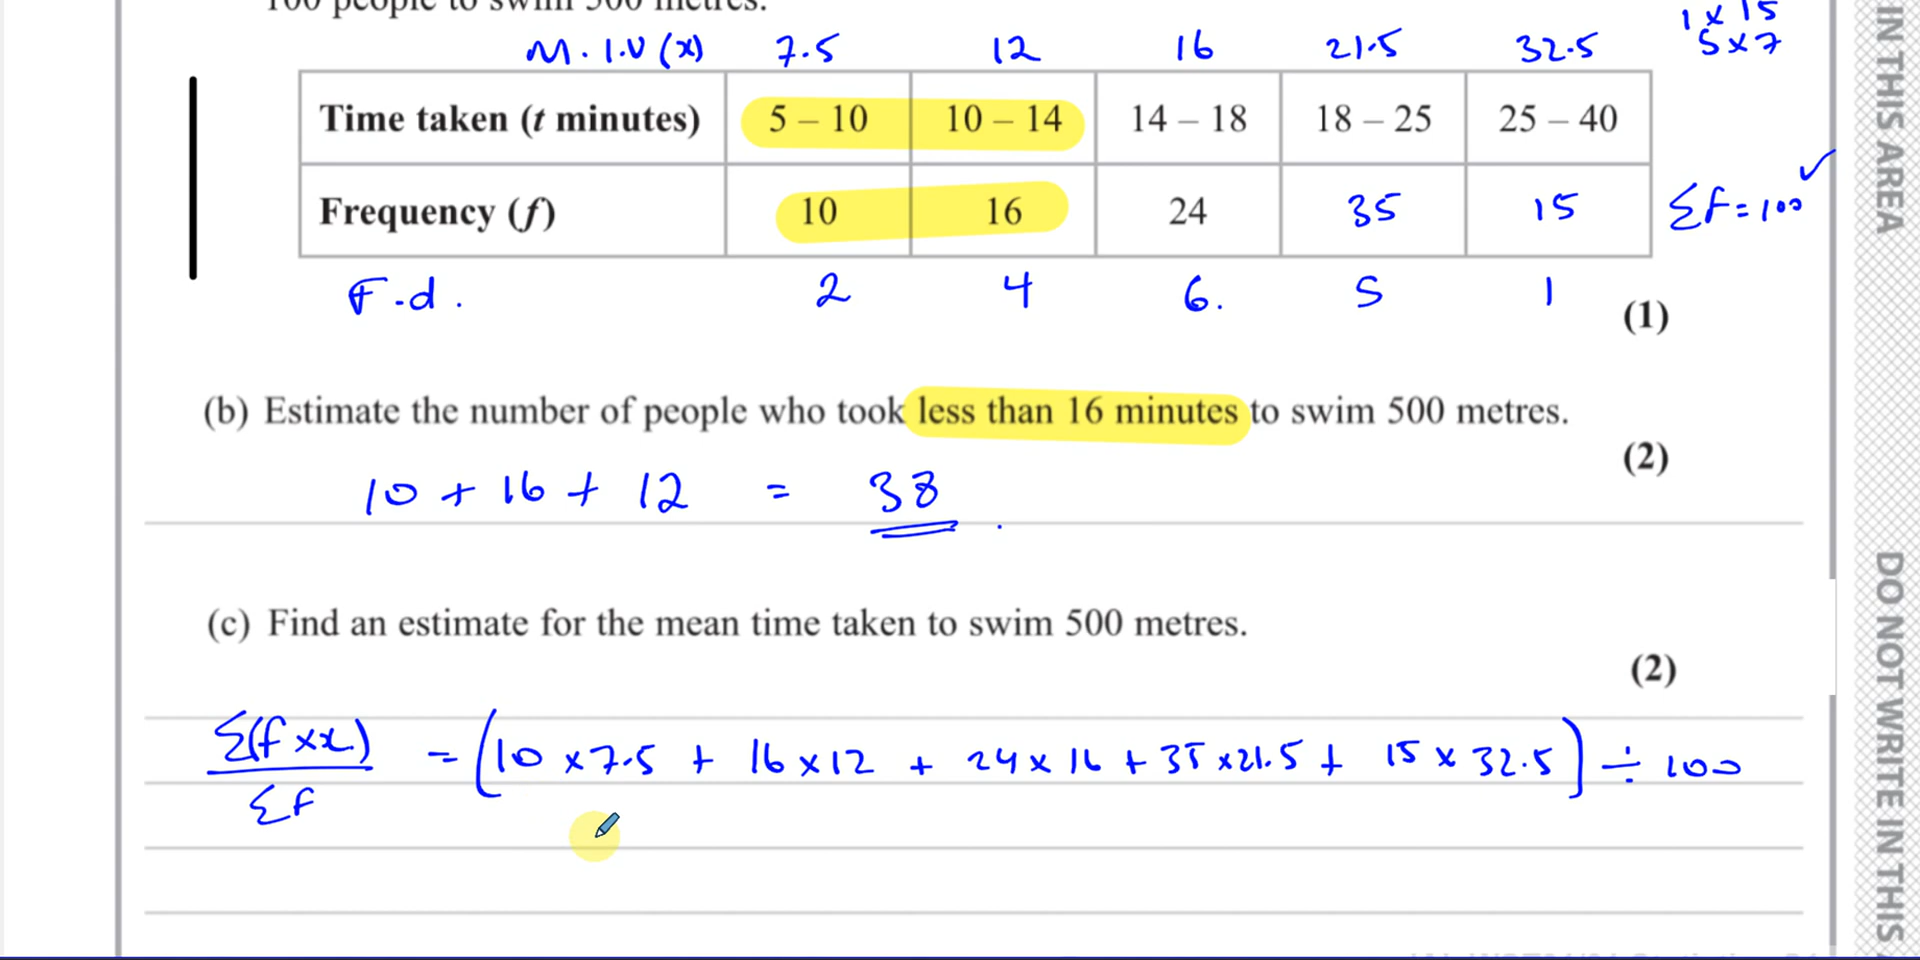 100 people to swim 500 metres.
1 x 15
M.I.V (x) 7.5 12 16 21.5 32.5 5 x 7
Time taken (t minutes) 5 – 10 10 – 14 14 – 18 18 – 25 25 – 40
Frequency (f) 10 16 24 35 15 Σf = 100 ✓
F.d. 2 4 6. 5 1
(1)
(b) Estimate the number of people who took less than 16 minutes to swim 500 metres.
(2)
10 + 16 + 12 = 38
(c) Find an estimate for the mean time taken to swim 500 metres.
(2)
Σ(f×x) / Σf = (10 × 7.5 + 16 × 12 + 24 × 16 + 35 × 21.5 + 15 × 32.5) ÷ 100
IN THIS AREA
DO NOT WRITE IN THIS